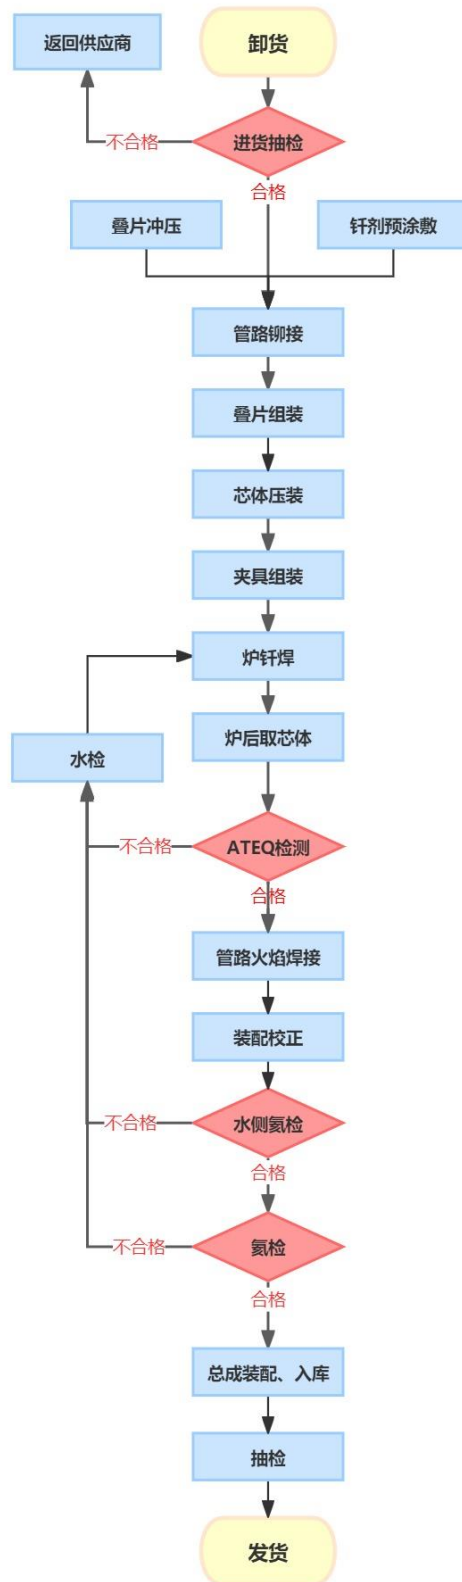 返回供应商
卸货
不合格
进货抽检
合格
叠片冲压
钎剂预涂敷
管路铆接
叠片组装
芯体压装
夹具组装
炉钎焊
炉后取芯体
水检
不合格
ATEQ检测
合格
管路火焰焊接
装配校正
不合格
水侧氦检
合格
不合格
氦检
合格
总成装配、入库
抽检
发货